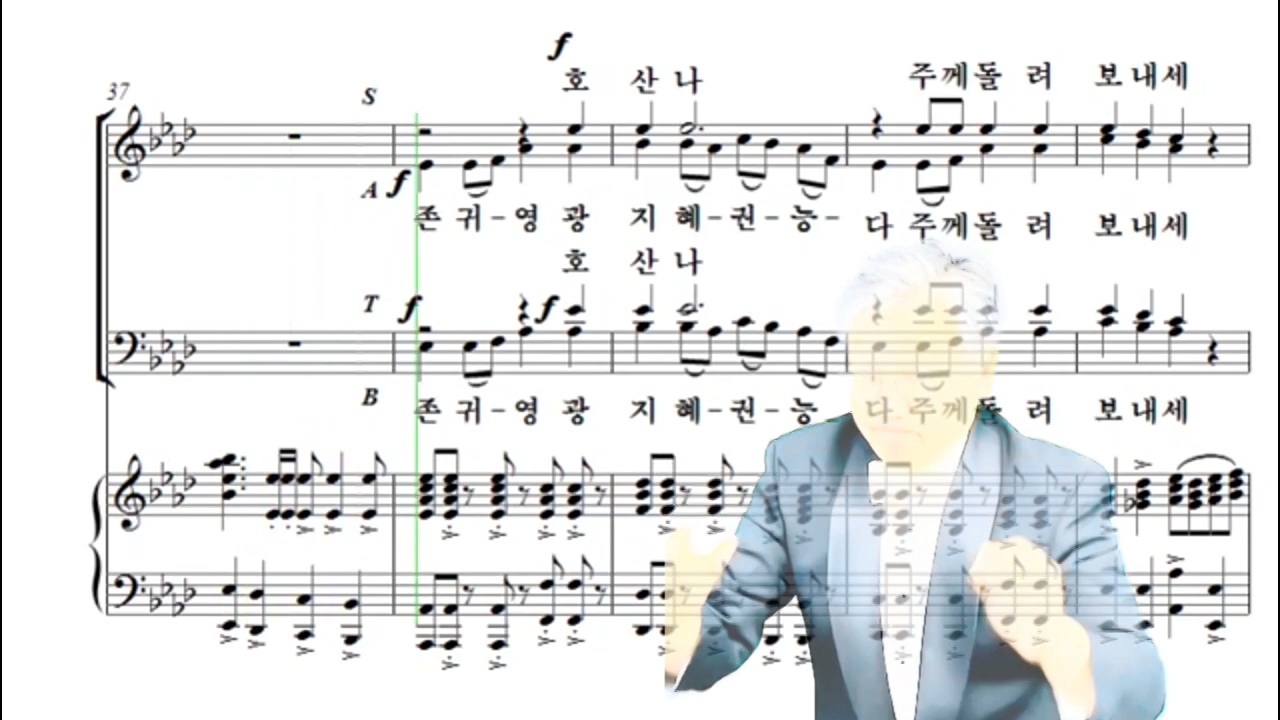 f
호 산 나 주께돌 려 보내세
37
S
f
A
존 귀-영 광 지 혜-권-능- 다 주께돌 려 보내세
호 산 나
T f f
B
존 귀-영 광 지 혜-권-능 다 주께돌 려 보내세